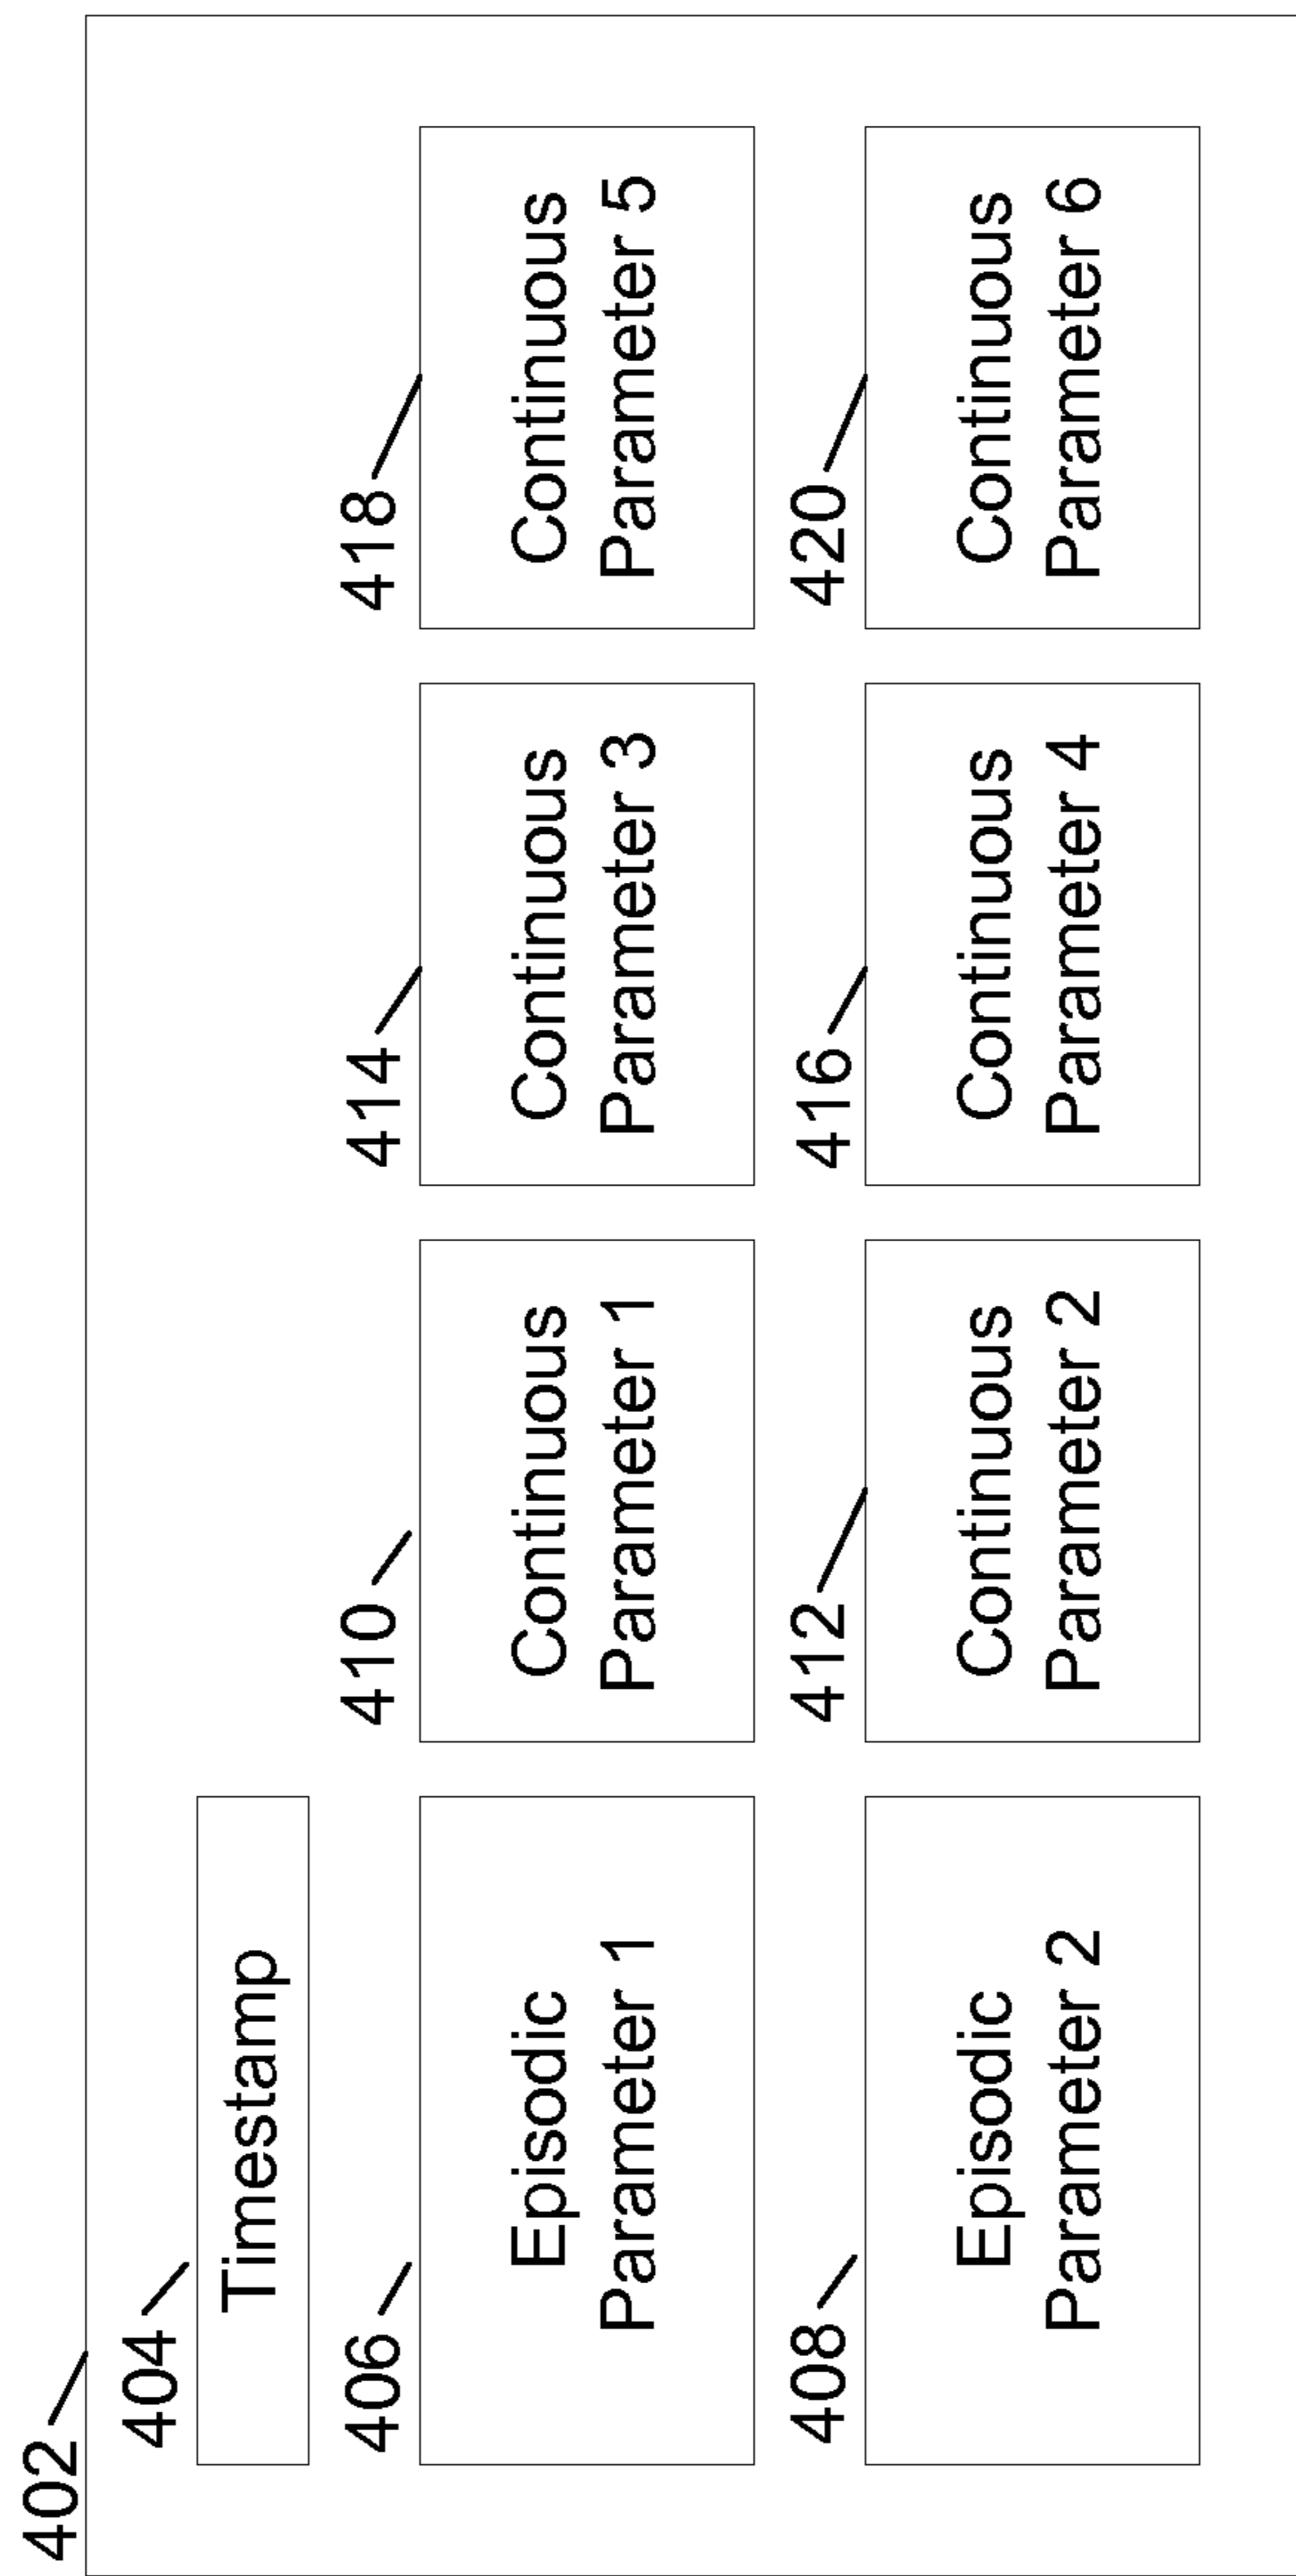 402
404
Timestamp
406
410
414
418
Episodic
Parameter 1
Continuous
Parameter 1
Continuous
Parameter 3
Continuous
Parameter 5
408
412
416
420
Episodic
Parameter 2
Continuous
Parameter 2
Continuous
Parameter 4
Continuous
Parameter 6